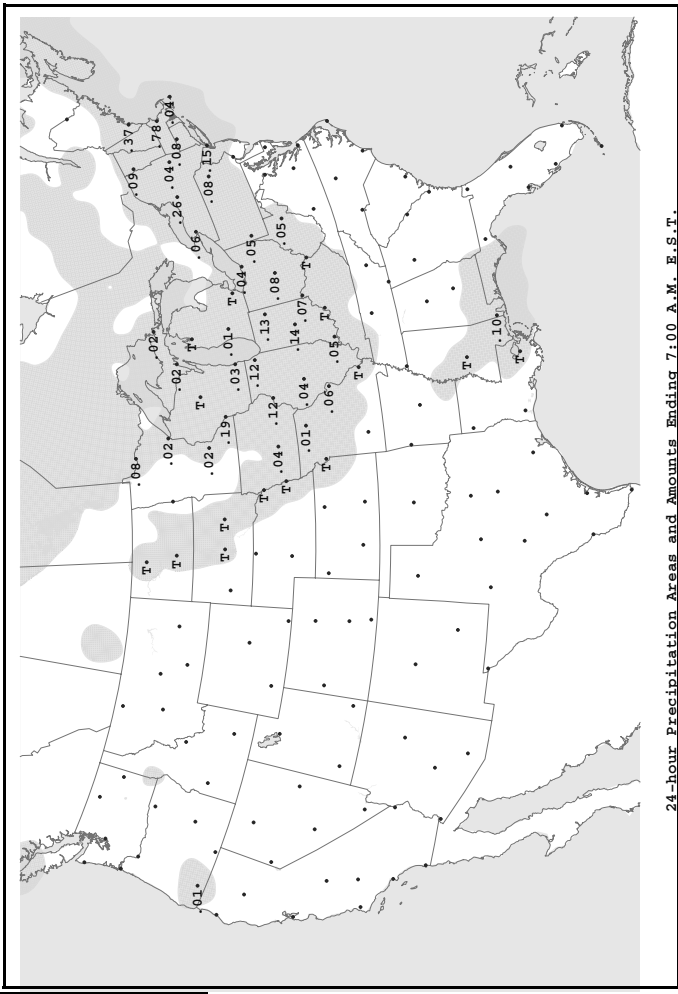 .37
.09
.08
T
.02
.78
.02
.04
.04
.02
T
.26
.08
T
.06
.01
T
.15
.02
.08
T
T
.19
.01
T
.03
.04
.05
.12
T
.13
.12
.08
.04
.05
T
.14
.07
.04
.01
T
T
T
.06
.05
T
T
.10
T
24-hour Precipitation Areas and Amounts Ending 7:00 A.M. E.S.T.